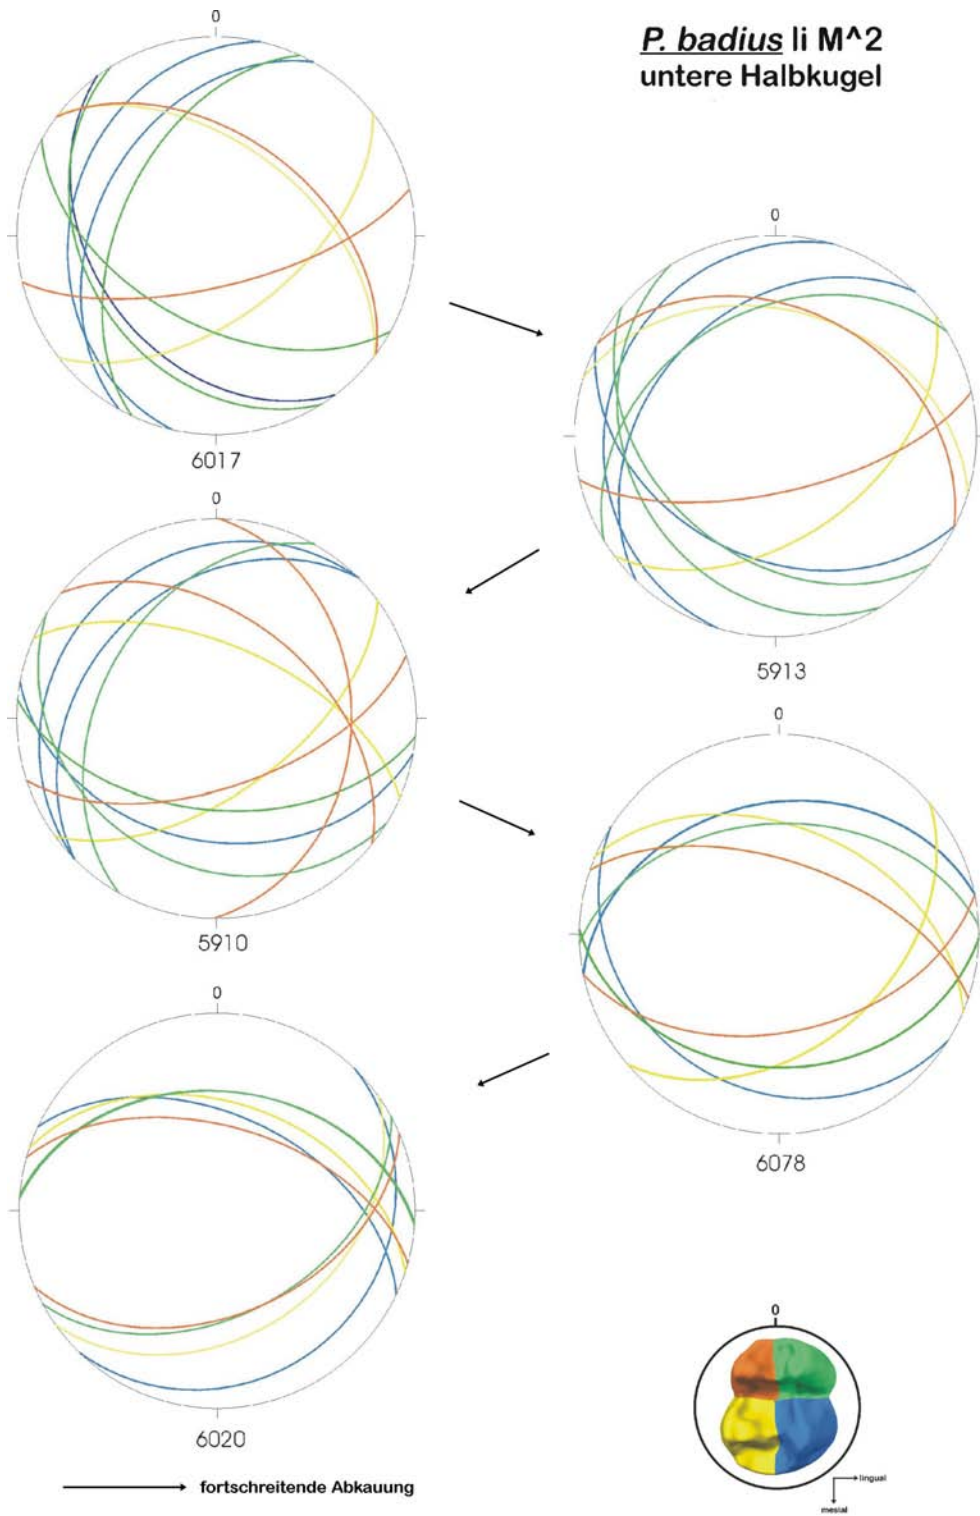 P. badius li M^2
untere Halbkugel
0
6017
0
5913
0
5910
0
6078
0
6020
0
lingual
mesial
fortschreitende Abkauung